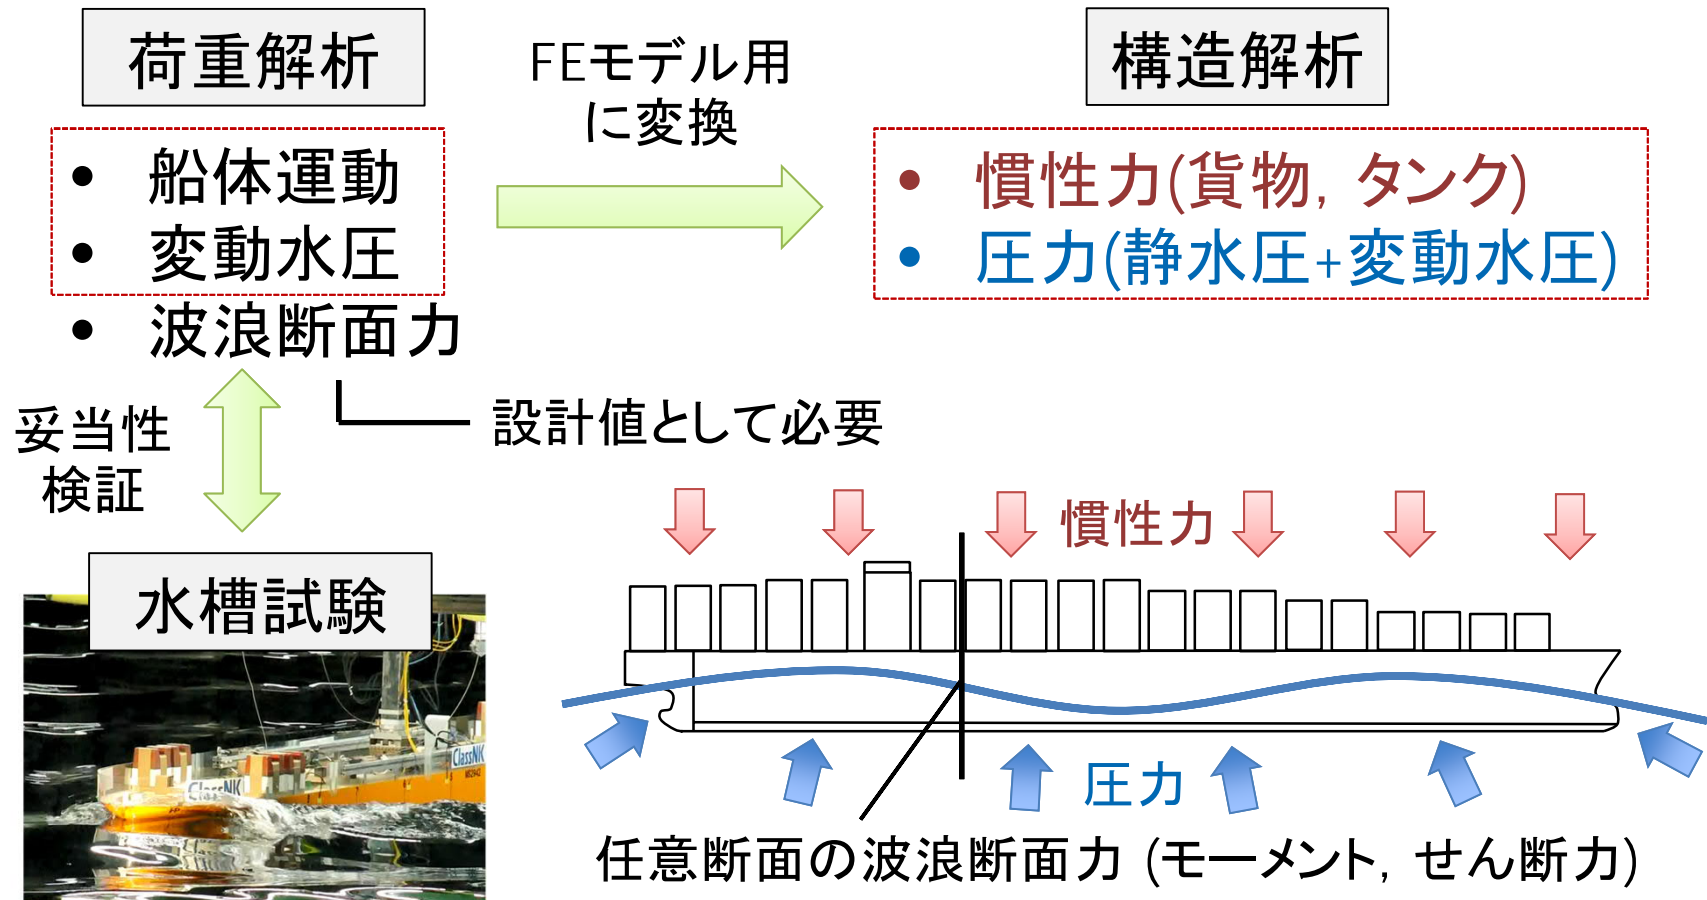 荷重解析
FEモデル用
に変換
構造解析
• 船体運動
• 変動水圧
• 波浪断面力
• 慣性力(貨物, タンク)
• 圧力(静水圧+変動水圧)
妥当性
検証
設計値として必要
水槽試験
慣性力
圧力
任意断面の波浪断面力 (モーメント, せん断力)
ClassNK
ClassNK